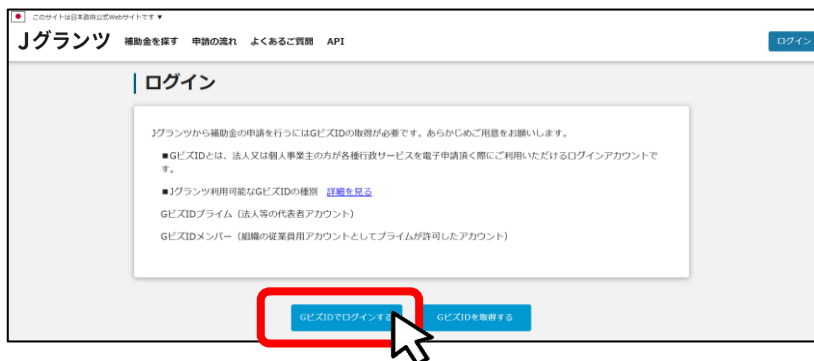 このサイトは日本政府公式Webサイトです ▼
Jグランツ 補助金を探す 申請の流れ よくあるご質問 API ログイン
ログイン
Jグランツから補助金の申請を行うにはGビズIDの取得が必要です。あらかじめご用意をお願いします。
■GビズIDとは、法人又は個人事業主の方が各種行政サービスを電子申請頂く際にご利用いただけるログインアカウントで
す。
■Jグランツ利用可能なGビズIDの種別 詳細を見る
GビズIDプライム（法人等の代表者アカウント）
GビズIDメンバー（組織の従業員用アカウントとしてプライムが許可したアカウント）
GビズIDでログインする GビズIDを取得する